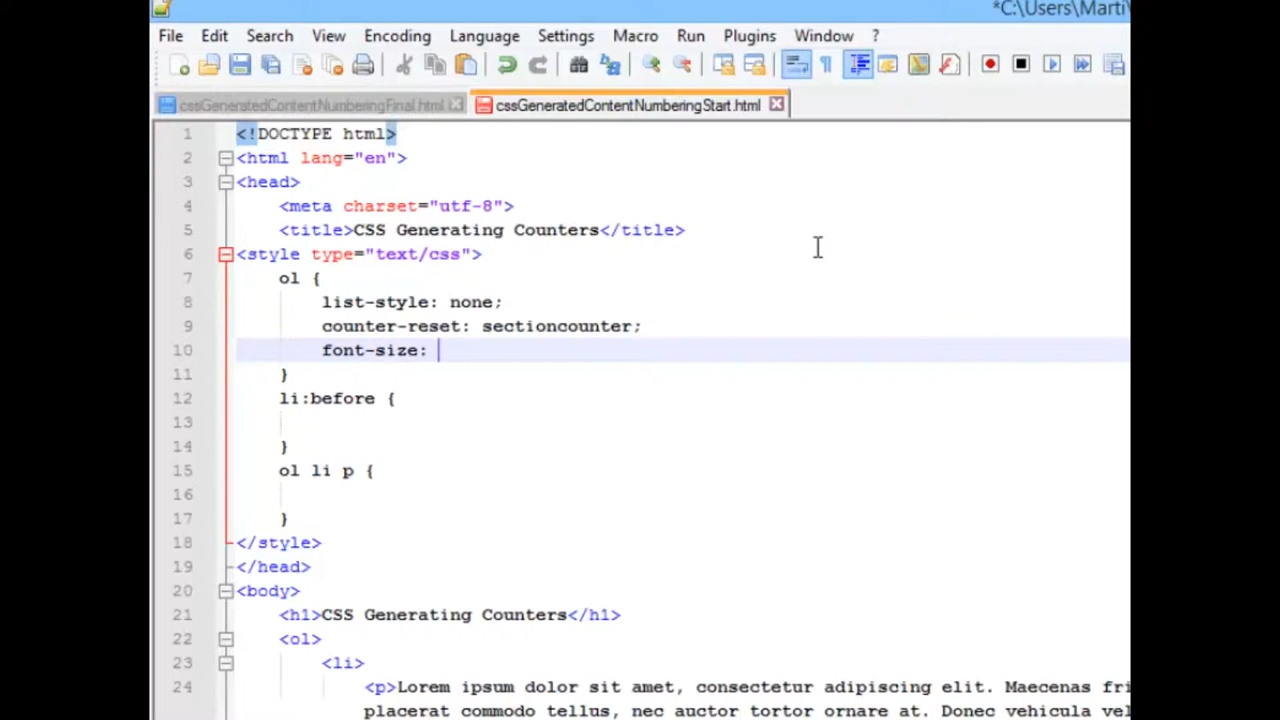 *C:\Users\Marti\
File Edit Search View Encoding Language Settings Macro Run Plugins Window ?
cssGeneratedContentNumberingFinal.html cssGeneratedContentNumberingStart.html
1 <!DOCTYPE html>
2 <html lang="en">
3 <head>
4 <meta charset="utf-8">
5 <title>CSS Generating Counters</title>
6 <style type="text/css">
7 ol {
8 list-style: none;
9 counter-reset: sectioncounter;
10 font-size:
11 }
12 li:before {
13
14 }
15 ol li p {
16
17 }
18 </style>
19 </head>
20 <body>
21 <h1>CSS Generating Counters</h1>
22 <ol>
23 <li>
24 <p>Lorem ipsum dolor sit amet, consectetur adipiscing elit. Maecenas fri
placerat commodo tellus, nec auctor tortor ornare at. Donec vehicula vel